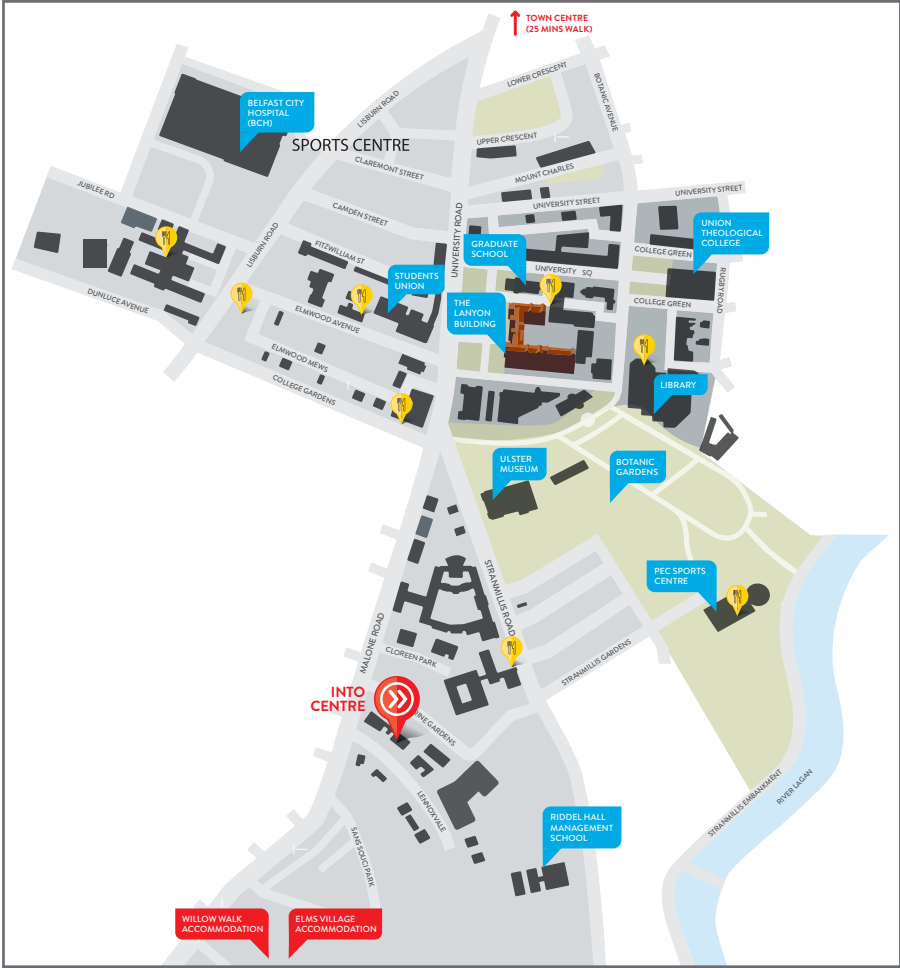 TOWN CENTRE
(25 MINS WALK)
LOWER CRESCENT
BOTANIC AVENUE
LISBURN ROAD
BELFAST CITY
HOSPITAL
(BCH)
SPORTS CENTRE
UPPER CRESCENT
CLAREMONT STREET
MOUNT CHARLES
JUBILEE RD
UNIVERSITY STREET
UNIVERSITY STREET
CAMDEN STREET
UNIVERSITY ROAD
UNION
THEOLOGICAL
COLLEGE
LISBURN ROAD
FITZWILLIAM ST
GRADUATE
SCHOOL
COLLEGE GREEN
UNIVERSITY SQ
RUGBY ROAD
STUDENTS
UNION
DUNLUCE AVENUE
THE
LANYON
BUILDING
COLLEGE GREEN
ELMWOOD AVENUE
ELMWOOD MEWS
COLLEGE GARDENS
LIBRARY
ULSTER
MUSEUM
BOTANIC
GARDENS
STRANMILLIS ROAD
PEC SPORTS
CENTRE
MALONE ROAD
CLOREEN PARK
STRANMILLIS GARDENS
INTO
CENTRE
INE GARDENS
LENNOXVALE
STRANMILLIS EMBANKMENT
RIVER LAGAN
RIDDEL HALL
MANAGEMENT
SCHOOL
SANS SOUCI PARK
WILLOW WALK
ACCOMMODATION
ELMS VILLAGE
ACCOMMODATION